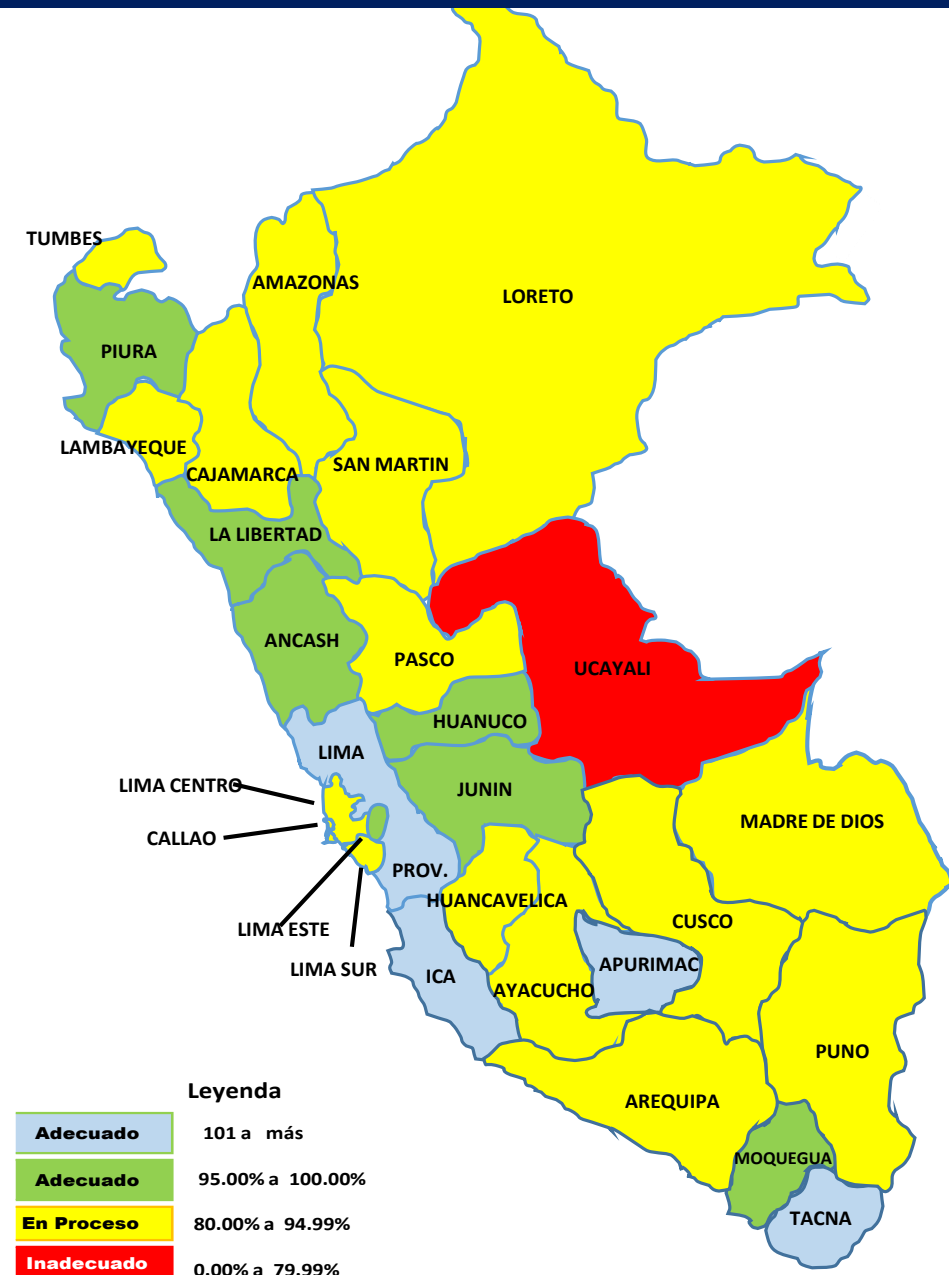 TUMBES
AMAZONAS
LORETO
PIURA
LAMBAYEQUE
CAJAMARCA
SAN MARTIN
LA LIBERTAD
ANCASH
PASCO
UCAYALI
HUANUCO
LIMA
LIMA CENTRO
JUNIN
CALLAO
MADRE DE DIOS
PROV.
HUANCAVELICA
CUSCO
LIMA ESTE
LIMA SUR
ICA
APURIMAC
AYACUCHO
PUNO
AREQUIPA
MOQUEGUA
TACNA
Leyenda
Adecuado 101 a más
Adecuado 95.00% a 100.00%
En Proceso 80.00% a 94.99%
Inadecuado 0.00% a 79.99%